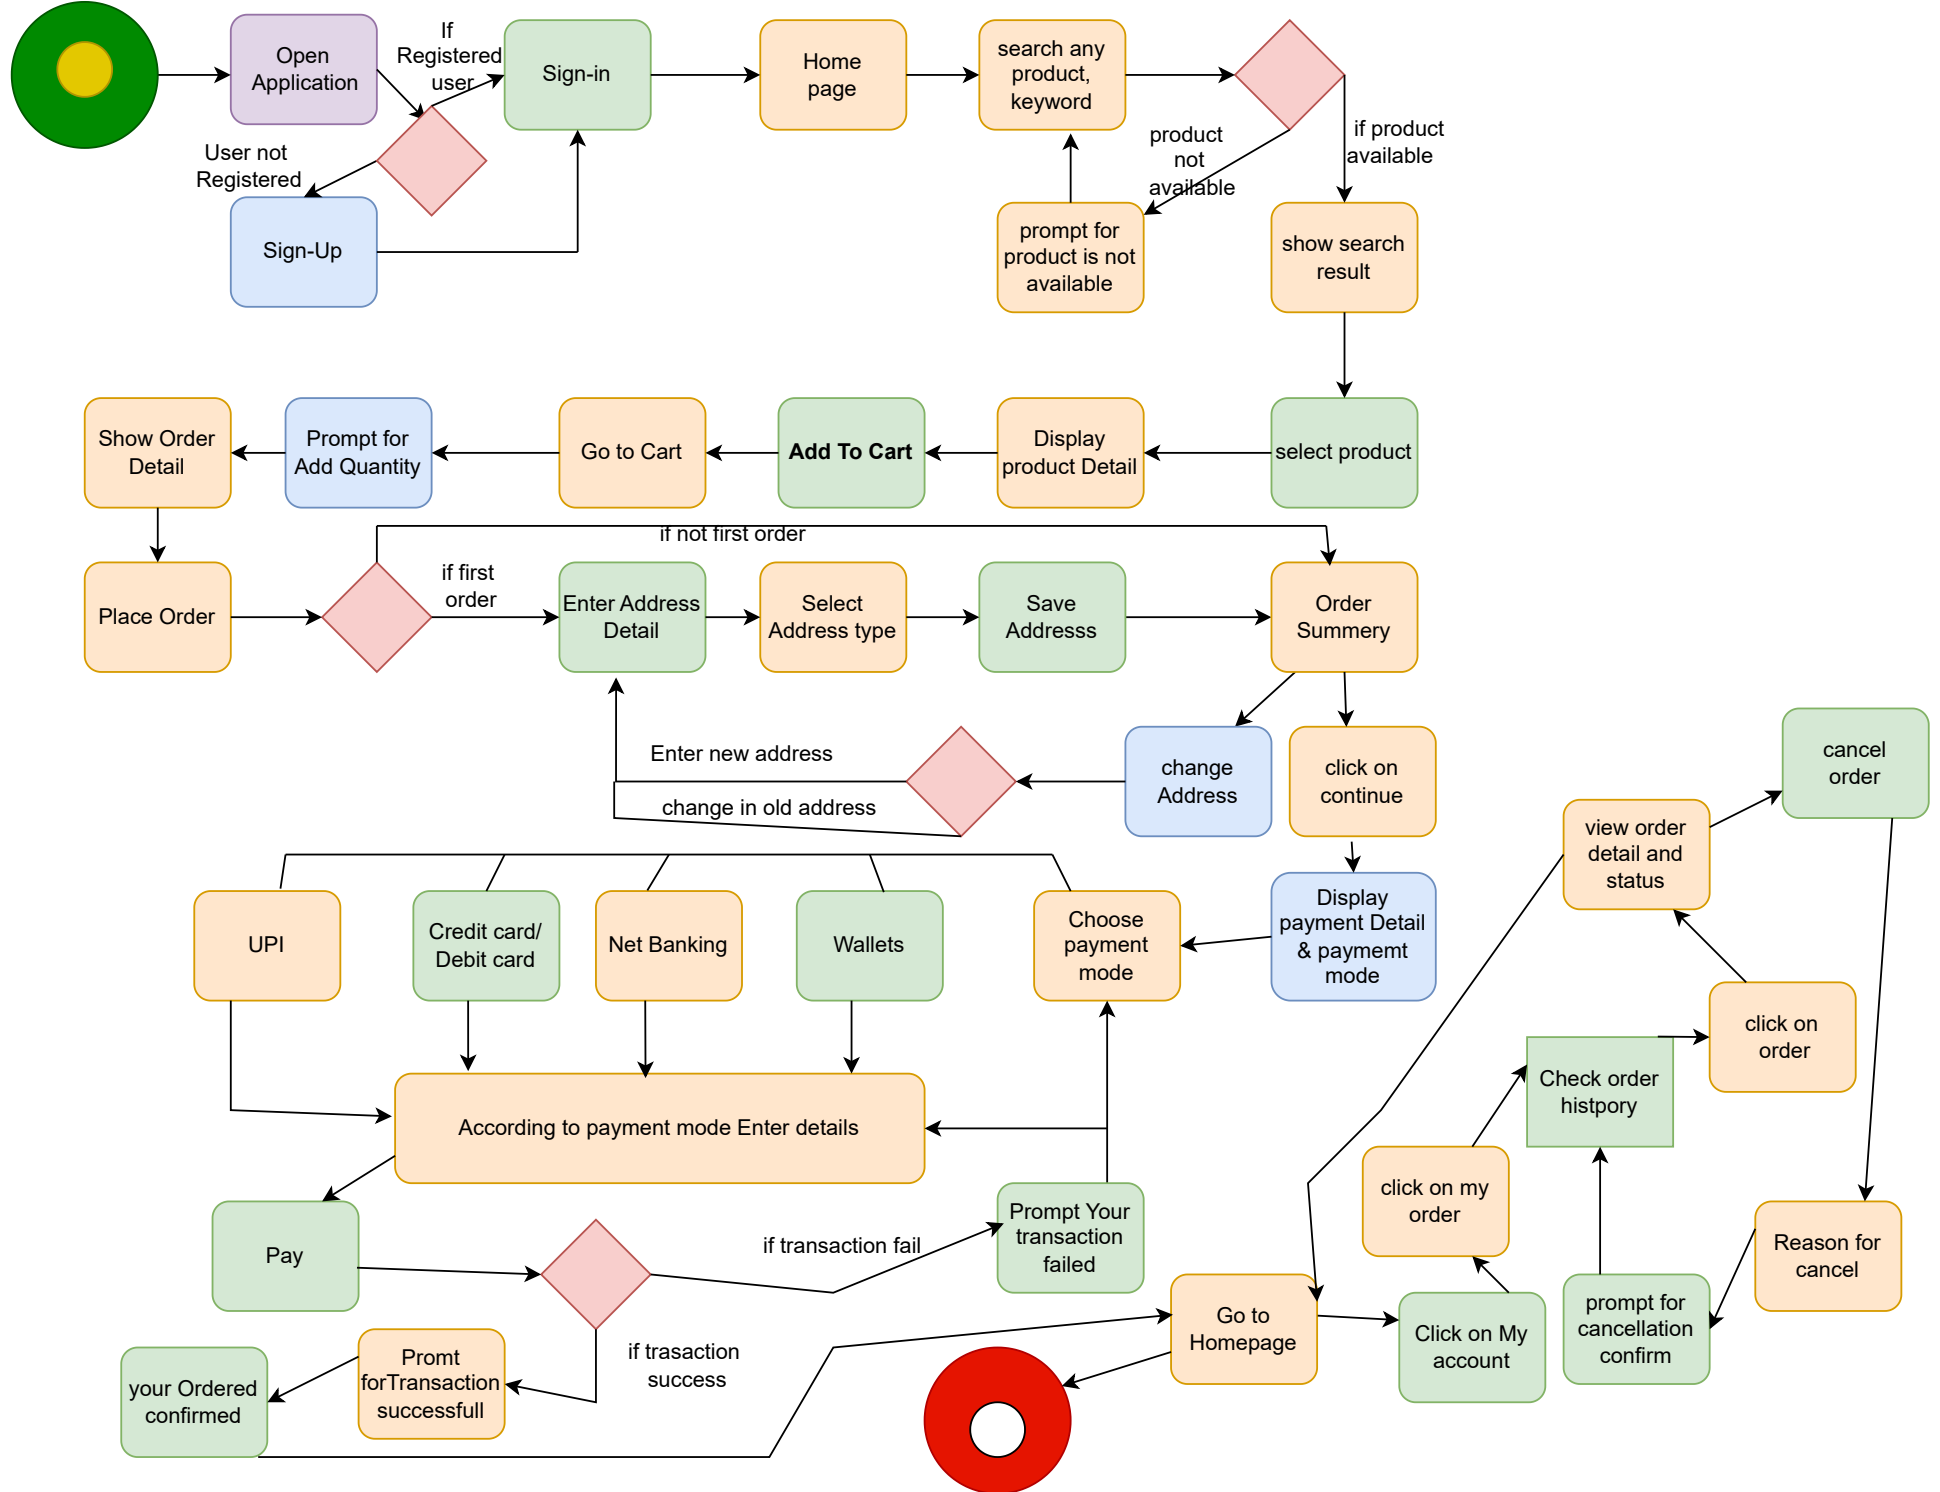 Open
Application
If
Registered
user
Sign-in
Home
page
search any
product,
keyword
product
not
available
if product
available
User not
Registered
Sign-Up
prompt for
product is not
available
show search
result
Show Order
Detail
Prompt for
Add Quantity
Go to Cart
Add To Cart
Display
product Detail
select product
if not first order
Place Order
if first
order
Enter Address
Detail
Select
Address type
Save
Addresss
Order
Summery
Enter new address
change in old address
change
Address
click on
continue
cancel
order
view order
detail and
status
UPI
Credit card/
Debit card
Net Banking
Wallets
Choose
payment
mode
Display
payment Detail
& paymemt
mode
click on
order
Check order
histpory
According to payment mode Enter details
click on my
order
Pay
if transaction fail
Prompt Your
transaction
failed
Reason for
cancel
Go to
Homepage
Click on My
account
prompt for
cancellation
confirm
your Ordered
confirmed
Promt
forTransaction
successfull
if trasaction
success